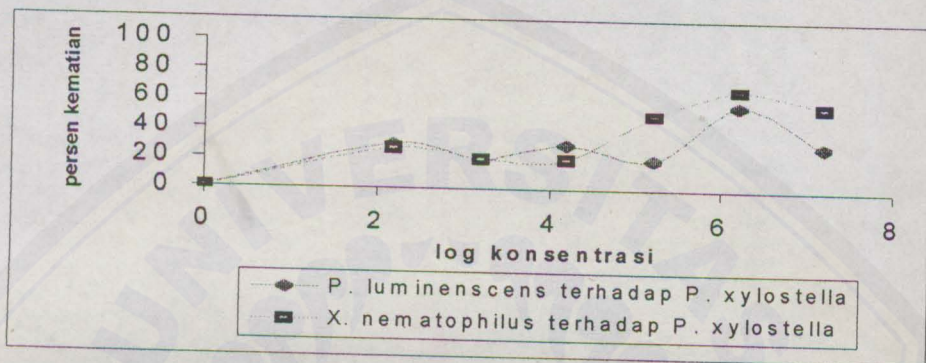 persen kematian
100
80
60
40
20
0
0 2 4 6 8
log konsentrasi
P. luminenscens terhadap P. xylostella
X. nematophilus terhadap P. xylostella
UNIVERSITA